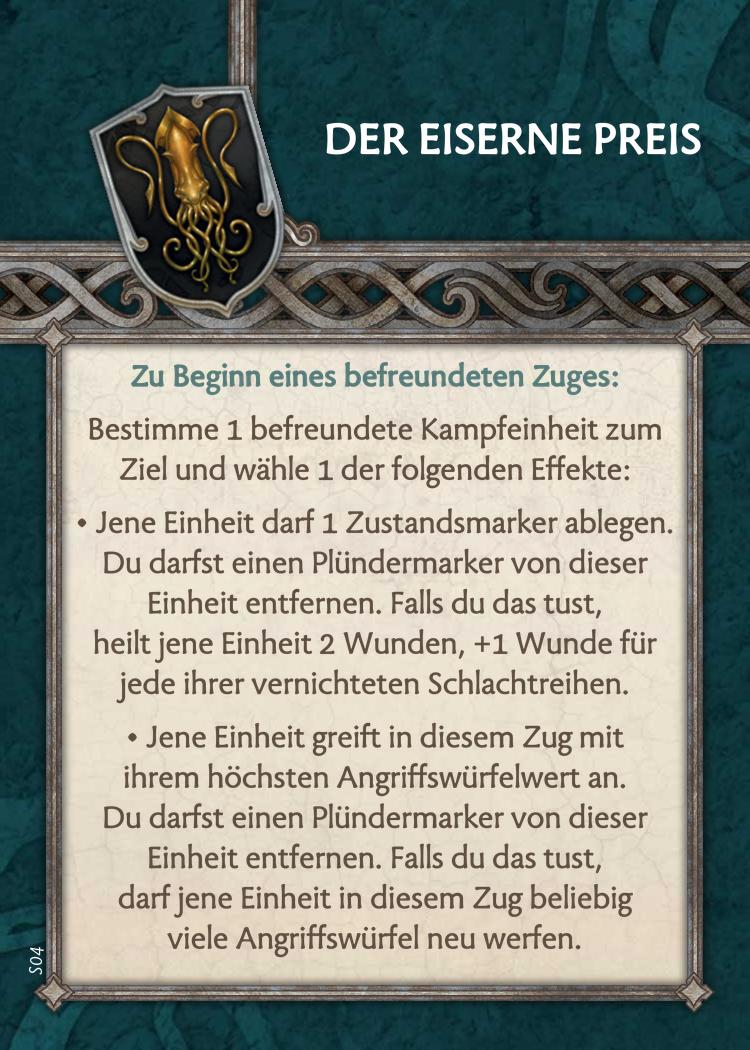 DER EISERNE PREIS
Zu Beginn eines befreundeten Zuges:
Bestimme 1 befreundete Kampfeinheit zum
Ziel und wähle 1 der folgenden Effekte:
• Jene Einheit darf 1 Zustandsmarker ablegen.
Du darfst einen Plündermarker von dieser
Einheit entfernen. Falls du das tust,
heilt jene Einheit 2 Wunden, +1 Wunde für
jede ihrer vernichteten Schlachtreihen.
• Jene Einheit greift in diesem Zug mit
ihrem höchsten Angriffswürfelwert an.
Du darfst einen Plündermarker von dieser
Einheit entfernen. Falls du das tust,
darf jene Einheit in diesem Zug beliebig
viele Angriffswürfel neu werfen.
S04